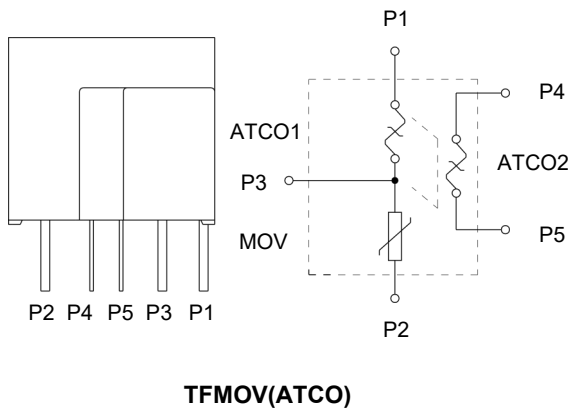 P1
P4
ATCO1
ATCO2
P3
MOV
P5
P2 P4 P5 P3 P1
P2
TFMOV(ATCO)